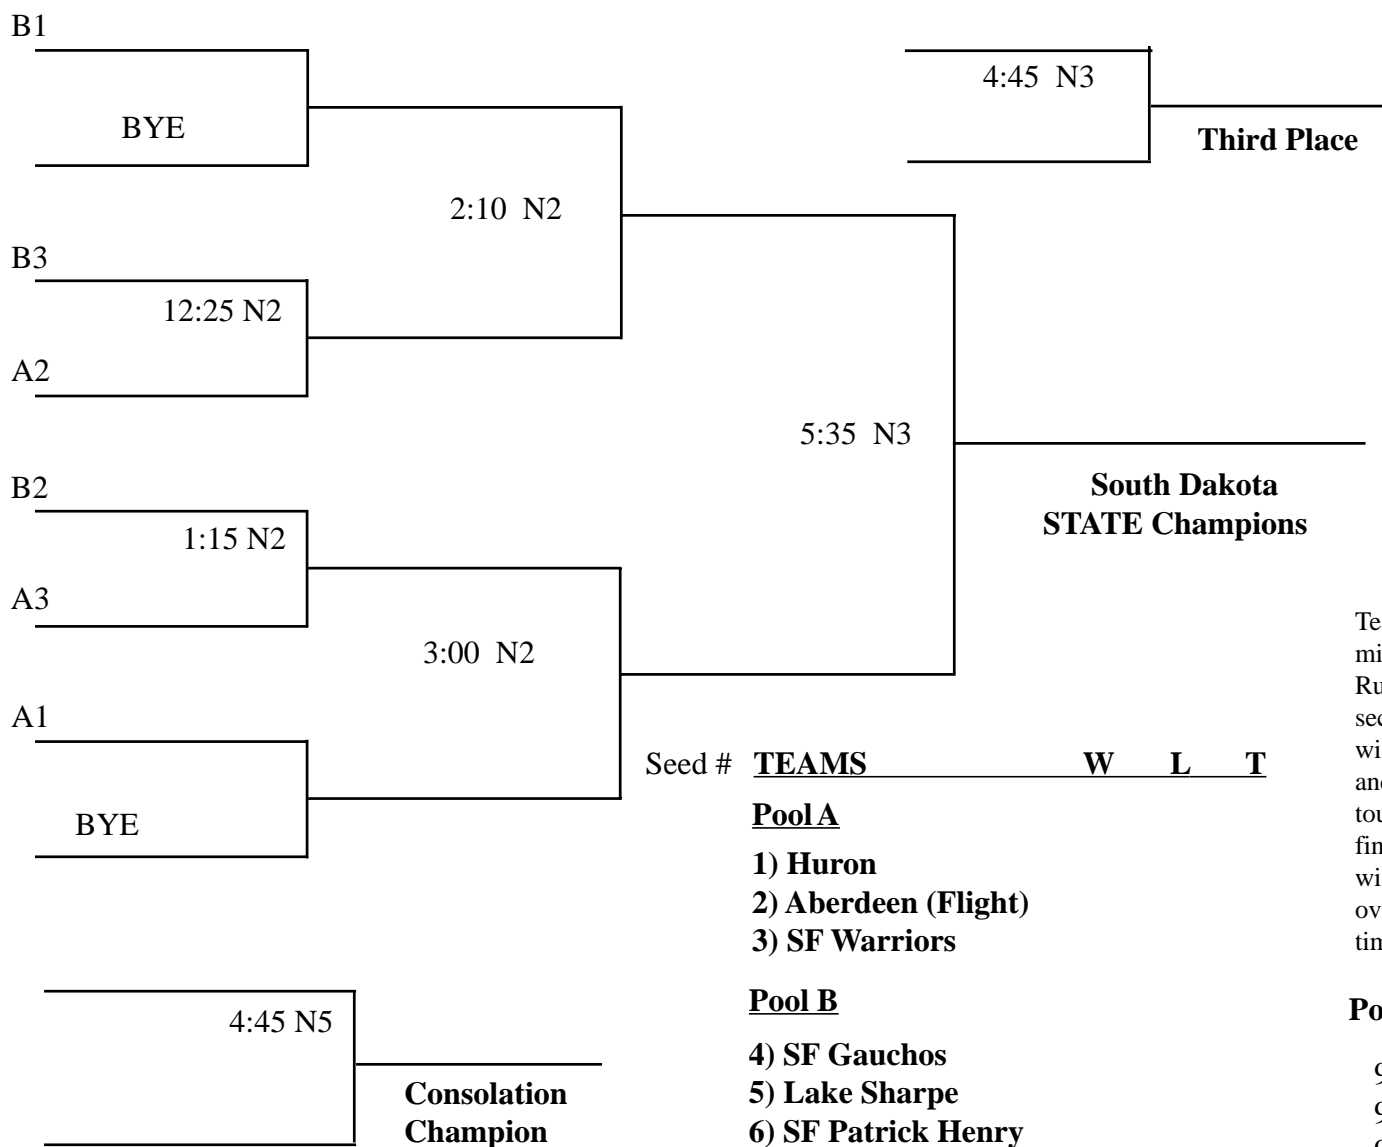 B1
BYE
4:45 N3
Third Place
2:10 N2
B3
12:25 N2
A2
5:35 N3
South Dakota
STATE Champions
B2
1:15 N2
A3
3:00 N2
A1
BYE
Seed # TEAMS W L T
Pool A
1) Huron
2) Aberdeen (Flight)
3) SF Warriors
Pool B
4) SF Gauchos
5) Lake Sharpe
6) SF Patrick Henry
4:45 N5
Consolation
Champion